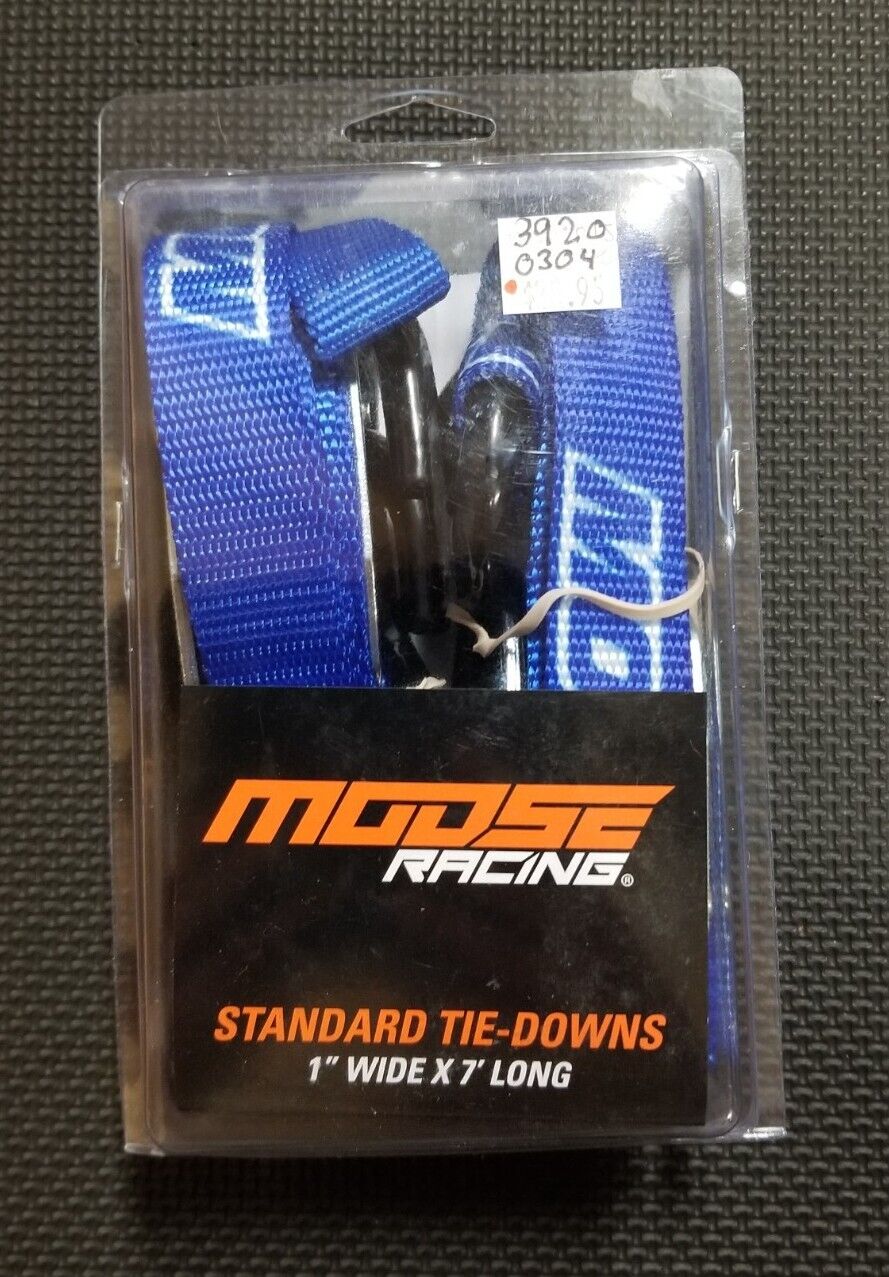 3920
0304
MOOSE
RACING®
STANDARD TIE-DOWNS
1" WIDE X 7' LONG